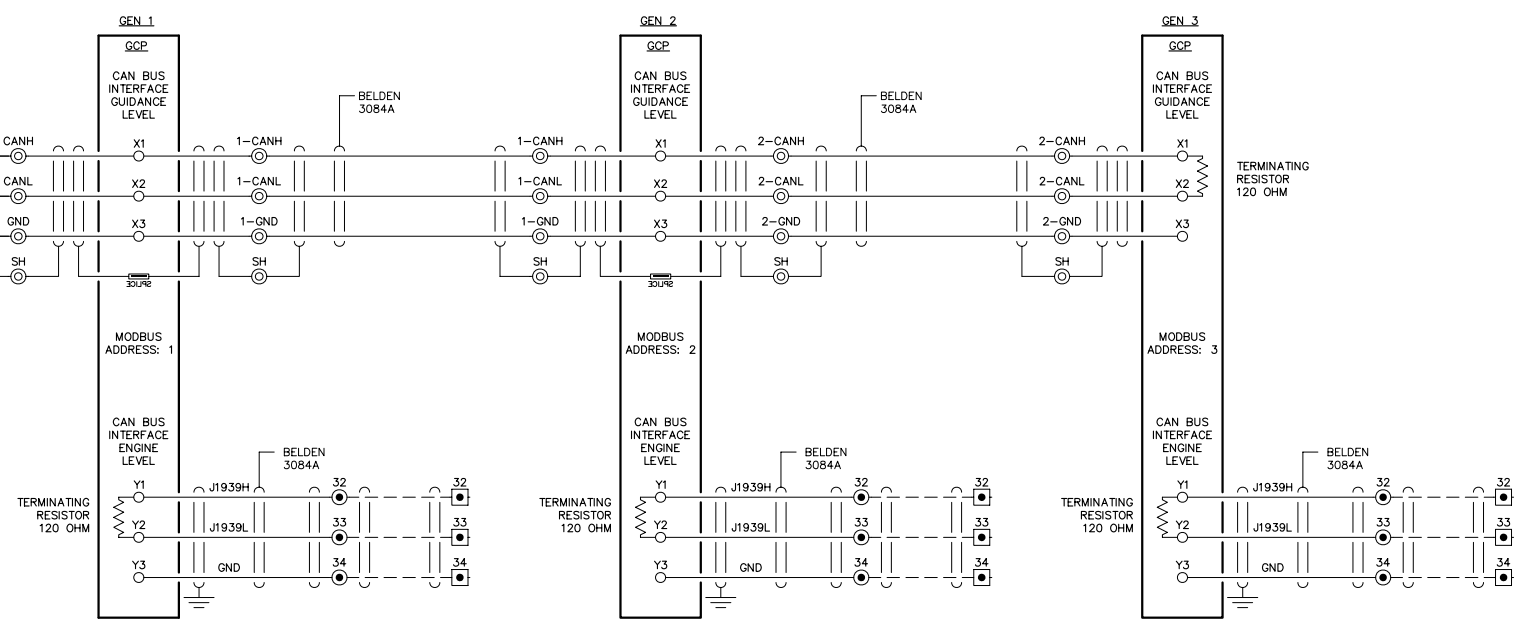 GEN 1
GCP
CAN BUS
INTERFACE
GUIDANCE
LEVEL
BELDEN
3084A
CANH
X1
1-CANH
1-CANH
CANL
X2
1-CANL
1-CANL
GND
X3
1-GND
1-GND
SH
SH
SH
SPLICE
MODBUS
ADDRESS: 1
CAN BUS
INTERFACE
ENGINE
LEVEL
BELDEN
3084A
TERMINATING
RESISTOR
120 OHM
Y1
J1939H
32
32
Y2
J1939L
33
33
Y3
GND
34
34
GEN 2
GCP
CAN BUS
INTERFACE
GUIDANCE
LEVEL
BELDEN
3084A
X1
2-CANH
2-CANH
X2
2-CANL
2-CANL
X3
2-GND
2-GND
SH
SH
SPLICE
MODBUS
ADDRESS: 2
CAN BUS
INTERFACE
ENGINE
LEVEL
BELDEN
3084A
TERMINATING
RESISTOR
120 OHM
Y1
J1939H
32
32
Y2
J1939L
33
33
Y3
GND
34
34
GEN 3
GCP
CAN BUS
INTERFACE
GUIDANCE
LEVEL
X1
X2
X3
TERMINATING
RESISTOR
120 OHM
MODBUS
ADDRESS: 3
CAN BUS
INTERFACE
ENGINE
LEVEL
BELDEN
3084A
TERMINATING
RESISTOR
120 OHM
Y1
J1939H
32
32
Y2
J1939L
33
33
Y3
GND
34
34